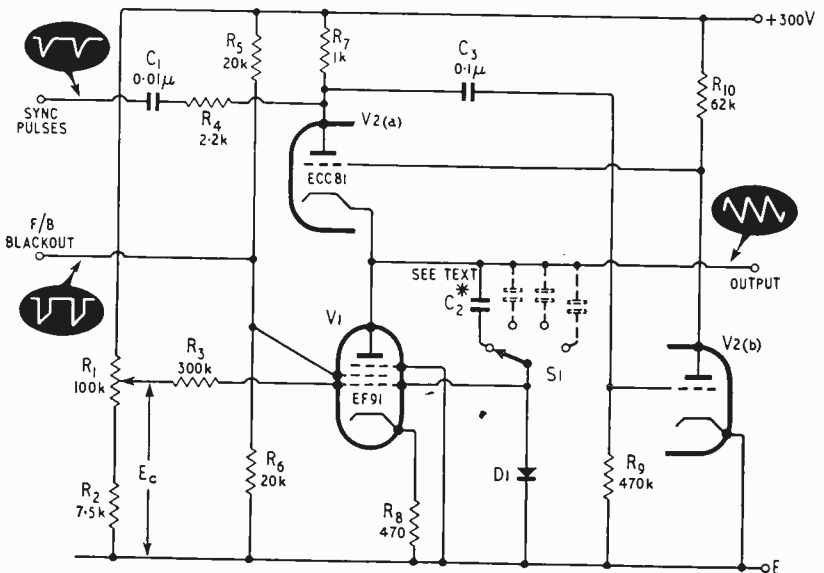 +300V
R5
20k
R7
1k
C3
0·1μ
R10
62k
C1
0·01μ
SYNC
PULSES
R4
2·2k
V2(a)
ECC81
F/B
BLACKOUT
SEE TEXT
*
C2
OUTPUT
V1
S1
V2(b)
R1
100k
R3
300k
EF91
Ec
R2
7·5k
R6
20k
R8
470
D1
R9
470k
E